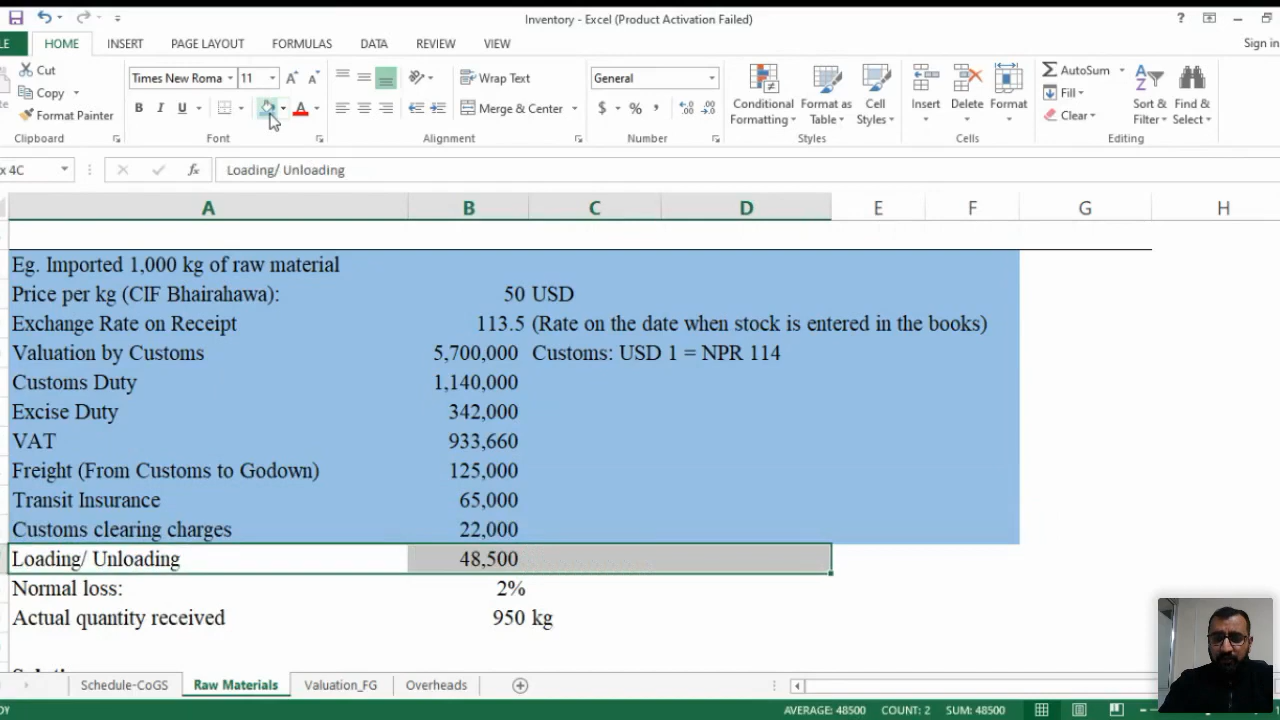 Inventory - Excel (Product Activation Failed)
?
LE HOME INSERT PAGE LAYOUT FORMULAS DATA REVIEW VIEW Sign in
Cut Times New Roma 11 A A Wrap Text General AutoSum
Copy Fill
Format Painter B I U A Merge & Center $ % , Conditional Formatting Format as Table Cell Styles Insert Delete Format Clear Sort & Filter Find & Select
Clipboard Font Alignment Number Styles Cells Editing
x 4C fx Loading/ Unloading
A B C D E F G H
Eg. Imported 1,000 kg of raw material
Price per kg (CIF Bhairahawa): 50 USD
Exchange Rate on Receipt 113.5 (Rate on the date when stock is entered in the books)
Valuation by Customs 5,700,000 Customs: USD 1 = NPR 114
Customs Duty 1,140,000
Excise Duty 342,000
VAT 933,660
Freight (From Customs to Godown) 125,000
Transit Insurance 65,000
Customs clearing charges 22,000
Loading/ Unloading 48,500
Normal loss: 2%
Actual quantity received 950 kg
Schedule-CoGS Raw Materials Valuation_FG Overheads
DY AVERAGE: 48500 COUNT: 2 SUM: 48500